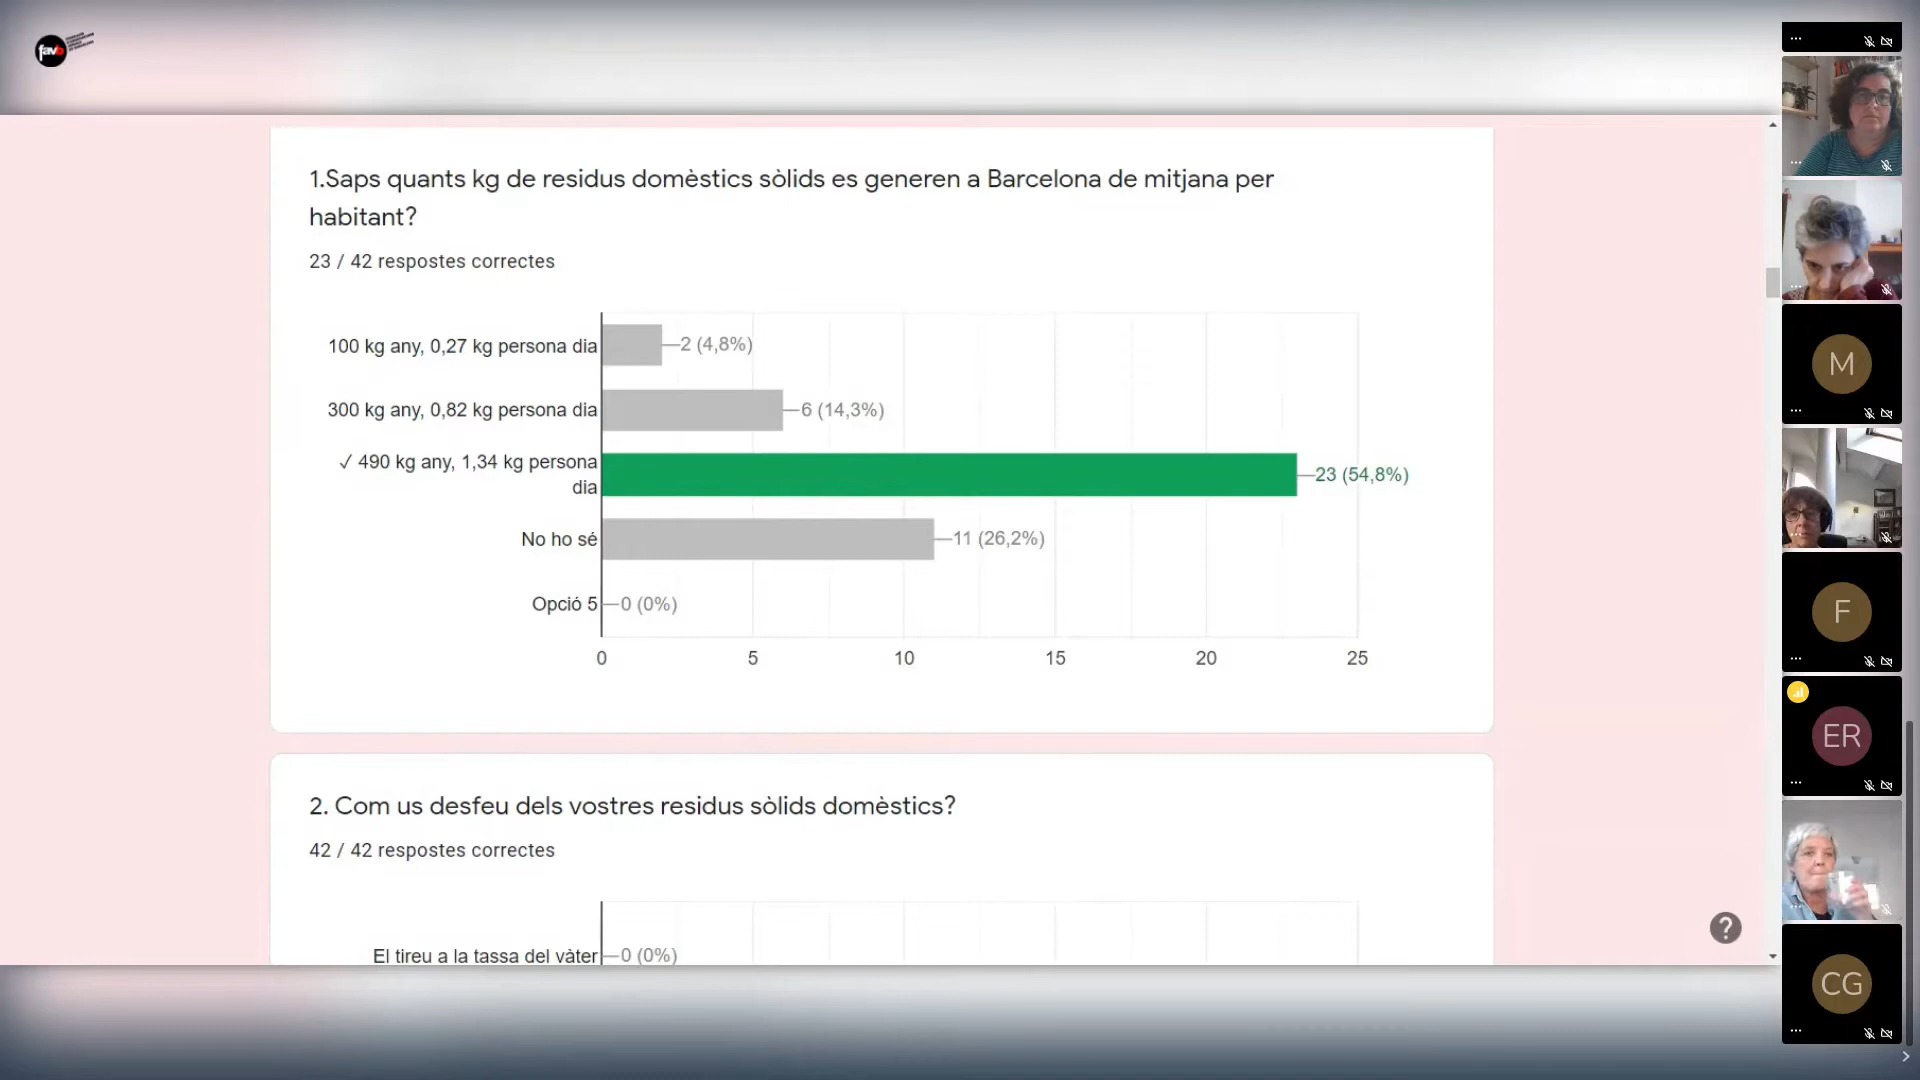 favb
1.Saps quants kg de residus domèstics sòlids es generen a Barcelona de mitjana per
habitant?
23 / 42 respostes correctes
100 kg any, 0,27 kg persona dia
2 (4,8%)
300 kg any, 0,82 kg persona dia
6 (14,3%)
✓ 490 kg any, 1,34 kg persona
dia
23 (54,8%)
No ho sé
11 (26,2%)
Opció 5
0 (0%)
0 5 10 15 20 25
2. Com us desfeu dels vostres residus sòlids domèstics?
42 / 42 respostes correctes
El tireu a la tassa del vàter
0 (0%)
?
M
F
ER
CG